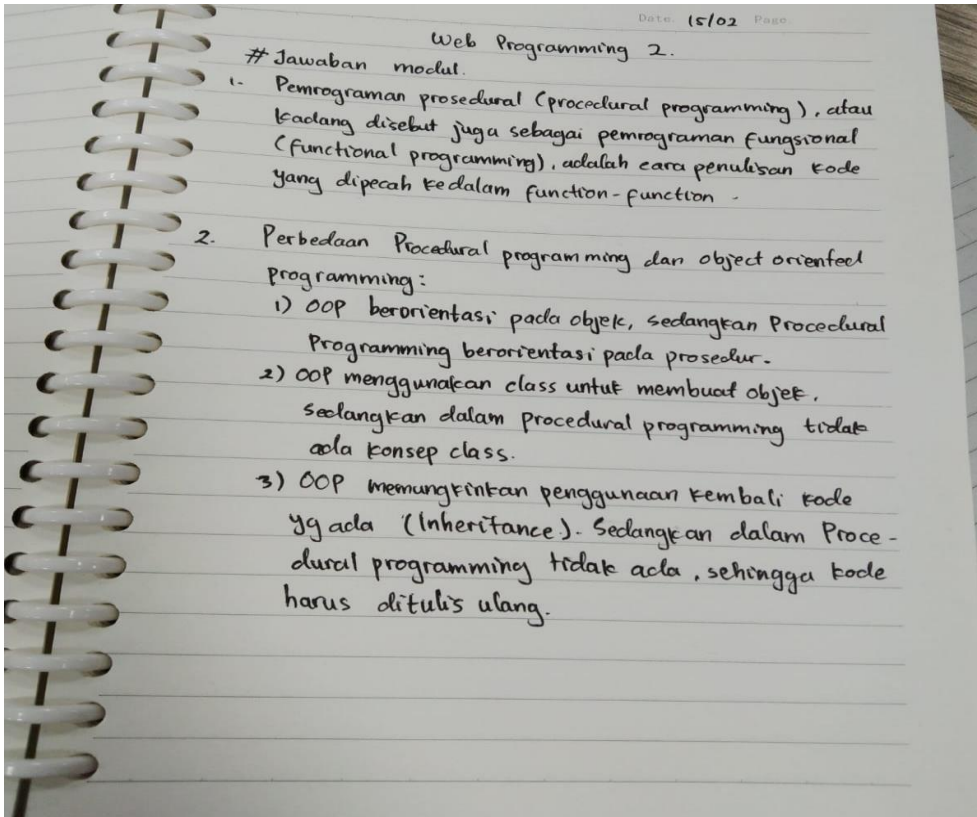 Date. 15/02 Page
Web Programming 2.
# Jawaban modul.
1- Pemrograman prosedural (procedural programming), atau
kadang disebut juga sebagai pemrograman fungsional
(functional programming), adalah cara penulisan kode
yang dipecah kedalam function-function -
2. Perbedaan Procedural programming dan object oriented
programming:
1) OOP berorientasi pada objek, sedangkan Procedural
Programming berorientasi pada prosedur.
2) OOP menggunakan class untuk membuat objek,
sedangkan dalam procedural programming tidak
ada konsep class.
3) OOP memungkinkan penggunaan kembali kode
yg ada (Inheritance). Sedangkan dalam Proce-
dural programming tidak ada, sehingga kode
harus ditulis ulang.